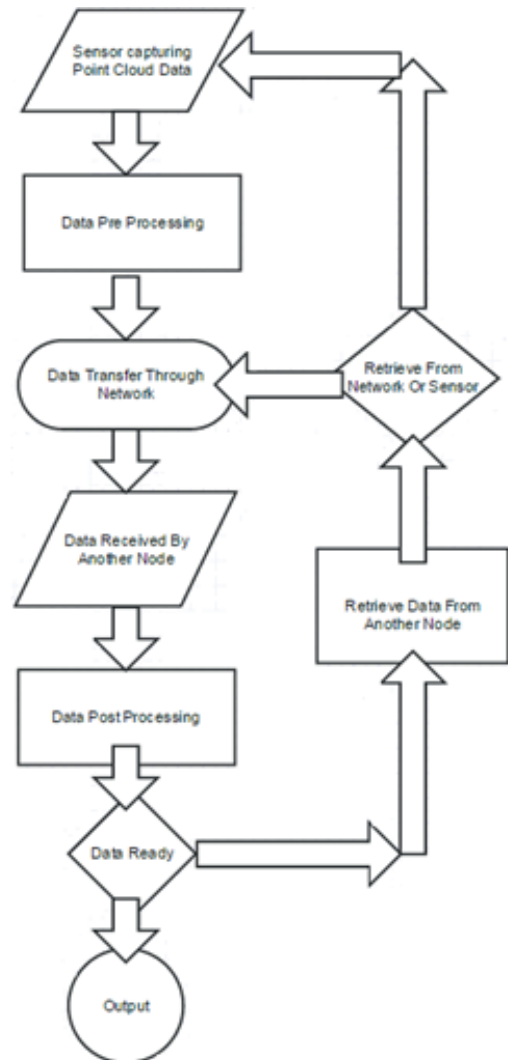 Sensor capturing
Point Cloud Data
Data Pre Processing
Data Transfer Through
Network
Retrieve From
Network Or Sensor
Data Received By
Another Node
Retrieve Data From
Another Node
Data Post Processing
Data Ready
Output